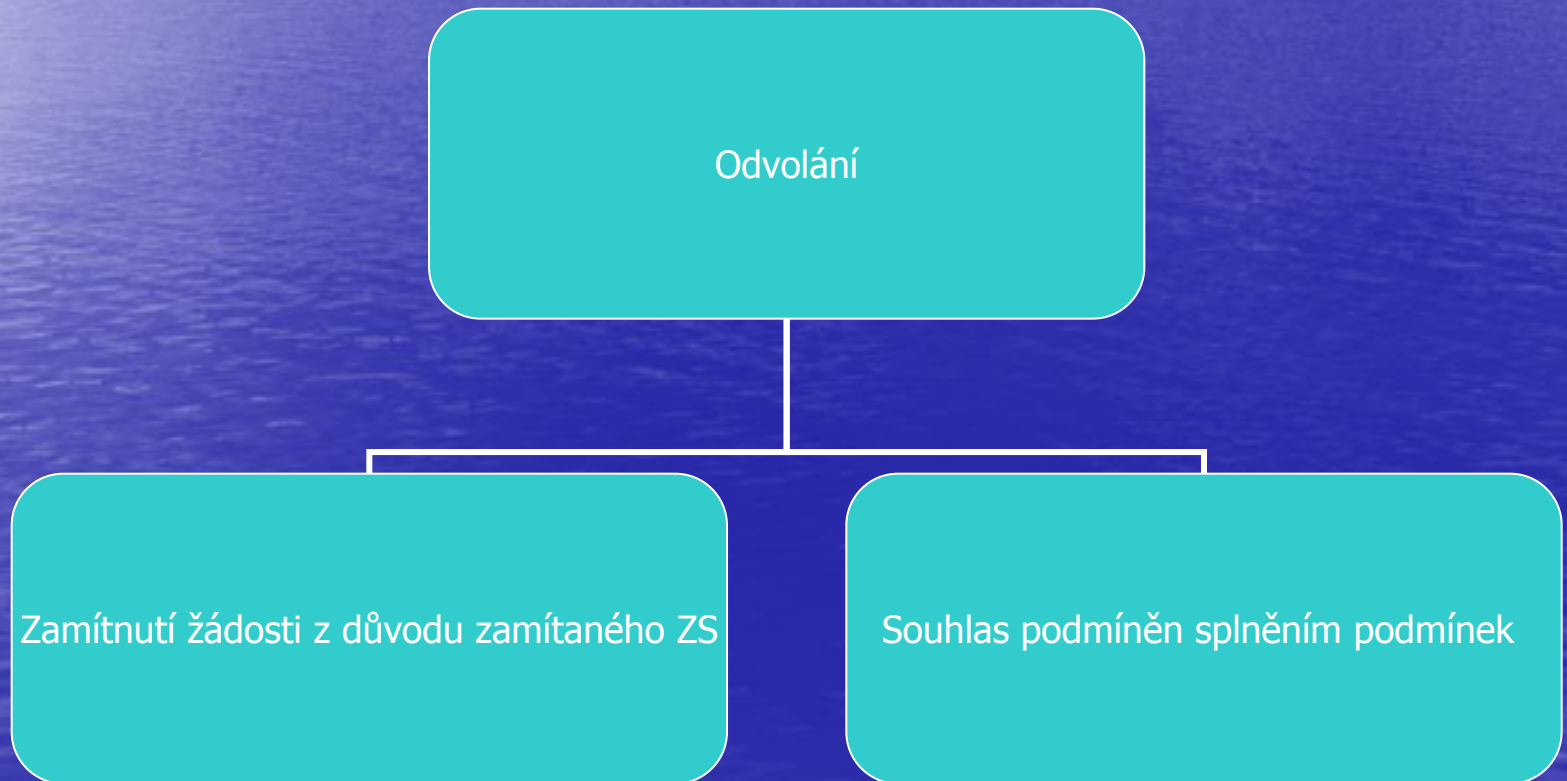 Odvolání
Zamítnutí žádosti z důvodu zamítaného ZS
Souhlas podmíněn splněním podmínek